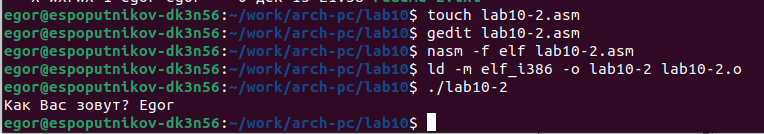 egor@espoputnikov-dk3n56:~/work/arch-pc/lab10$ touch lab10-2.asm
egor@espoputnikov-dk3n56:~/work/arch-pc/lab10$ gedit lab10-2.asm
egor@espoputnikov-dk3n56:~/work/arch-pc/lab10$ nasm -f elf lab10-2.asm
egor@espoputnikov-dk3n56:~/work/arch-pc/lab10$ ld -m elf_i386 -o lab10-2 lab10-2.o
egor@espoputnikov-dk3n56:~/work/arch-pc/lab10$ ./lab10-2
Как Вас зовут? Egor
egor@espoputnikov-dk3n56:~/work/arch-pc/lab10$